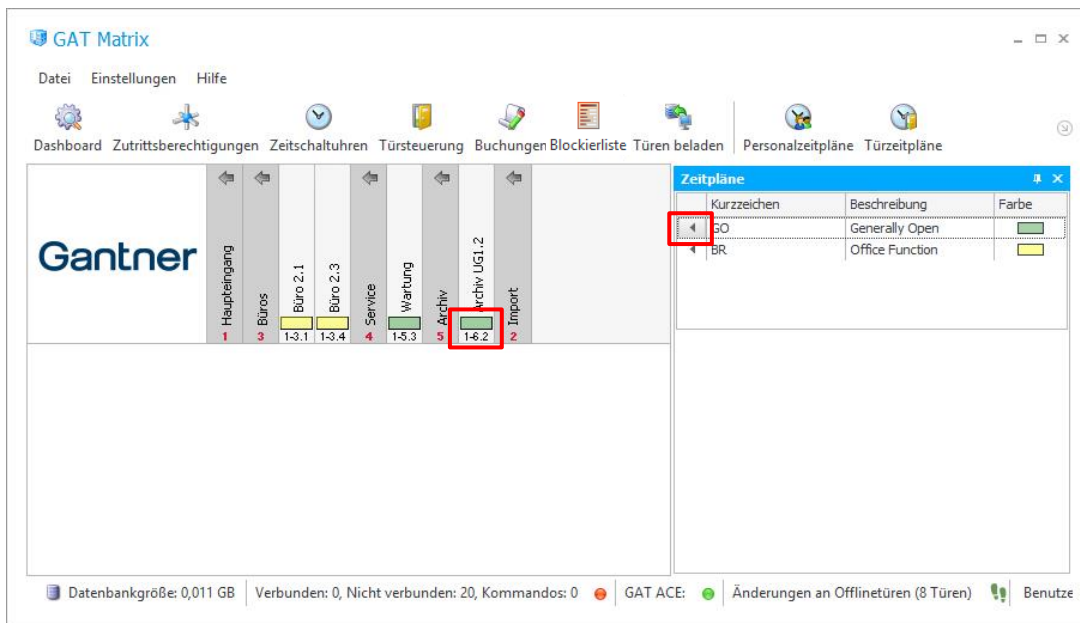 GAT Matrix
Datei Einstellungen Hilfe
Dashboard Zutrittsberechtigungen Zeitschaltuhren Türsteuerung Buchungen Blockierliste Türen beladen Personalzeitpläne Türzeitpläne
Gantner
Haupteingang
Büros
Büro 2.1
Büro 2.3
Service
Wartung
Archiv
Archiv UG1.2
Import
1 3 1-3.1 1-3.4 4 1-5.3 5 1-6.2 2
Zeitpläne
Kurzzeichen Beschreibung Farbe
GO Generally Open
BR Office Function
Datenbankgröße: 0,011 GB Verbunden: 0, Nicht verbunden: 20, Kommandos: 0 GAT ACE: Änderungen an Offlinetüren (8 Türen) Benutze